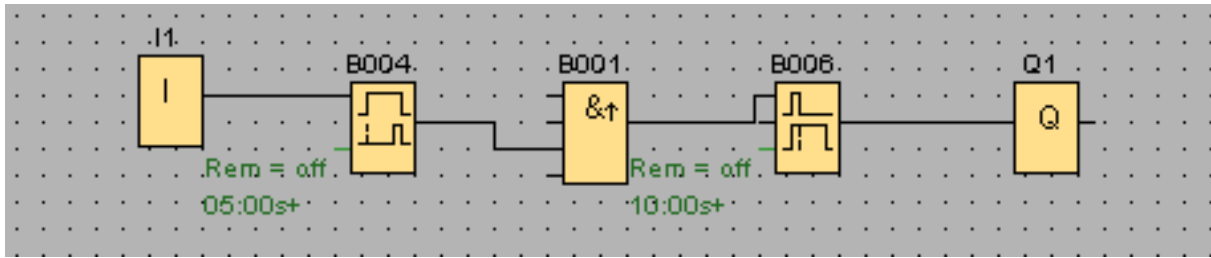 I1
B004
B001
B006
Q1
I
&↑
Q
Rem = off
05:00s+
Rem = off
10:00s+